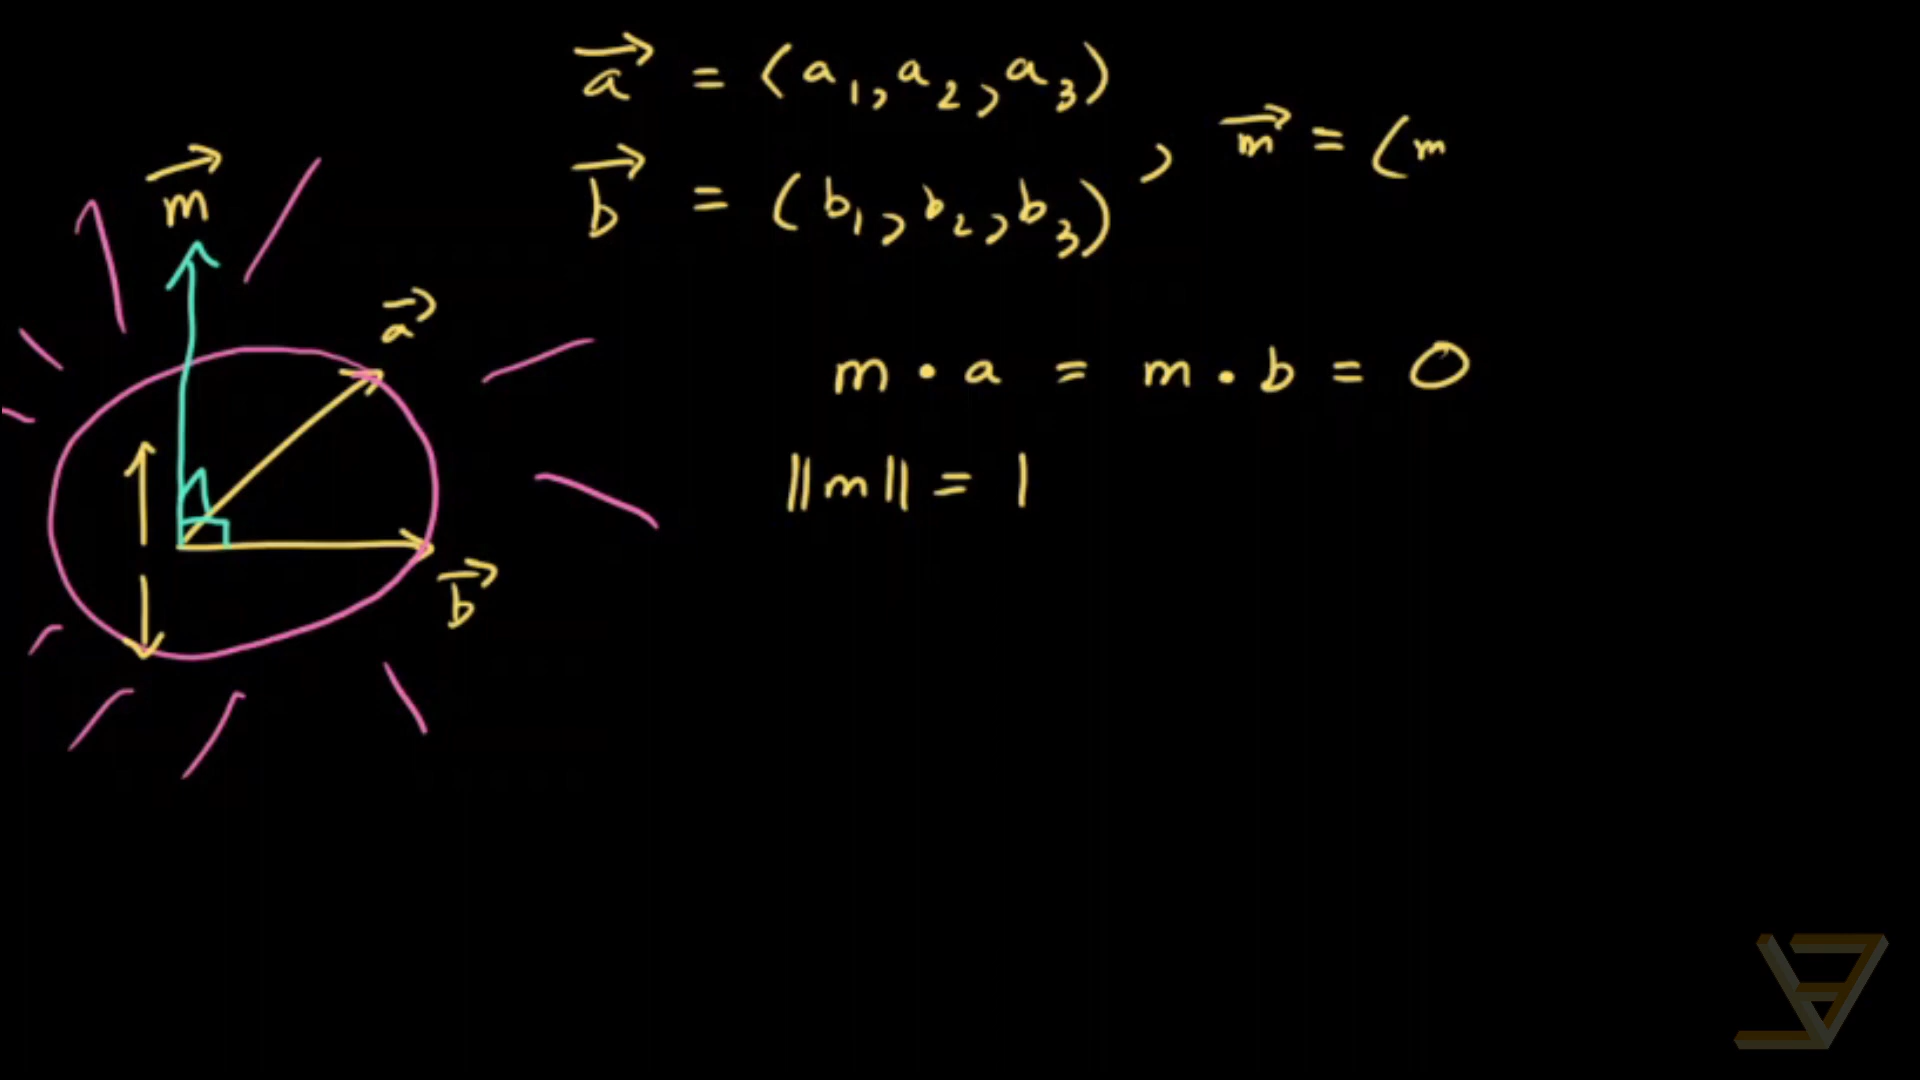 a⃗ = (a₁, a₂, a₃)
b⃗ = (b₁, b₂, b₃) , m⃗ = (m
m⃗
a⃗
m · a = m · b = 0
||m|| = 1
b⃗